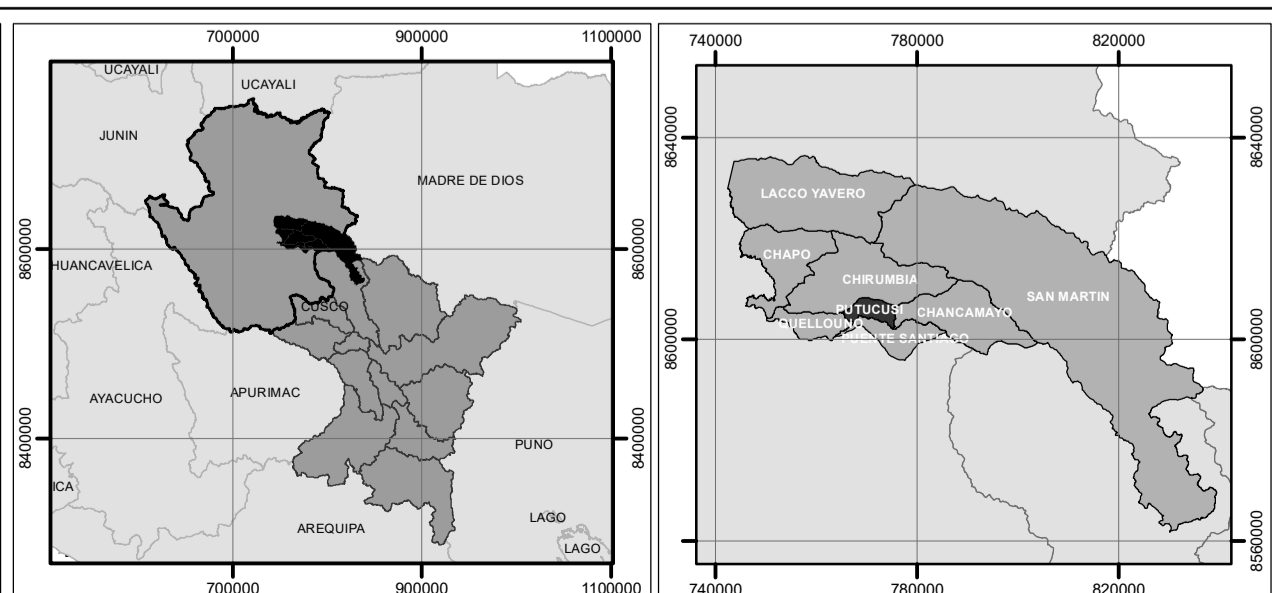 700000 900000 1100000
UCAYALI
UCAYALI
JUNIN
MADRE DE DIOS
8600000 8600000
HUANCAVELICA
CUSCO
AYACUCHO
APURIMAC
8400000 8400000
PUNO
ICA
LAGO
AREQUIPA
LAGO
700000 900000 1100000
740000 780000 820000
8640000 8640000
LACCO YAVERO
CHAPO
CHIRUMBIA
SAN MARTIN
PUTUCUSI
CHANCAMAYO
QUELLOUNO
PUENTE SANTIAGO
8600000 8600000
8560000
740000 780000 820000